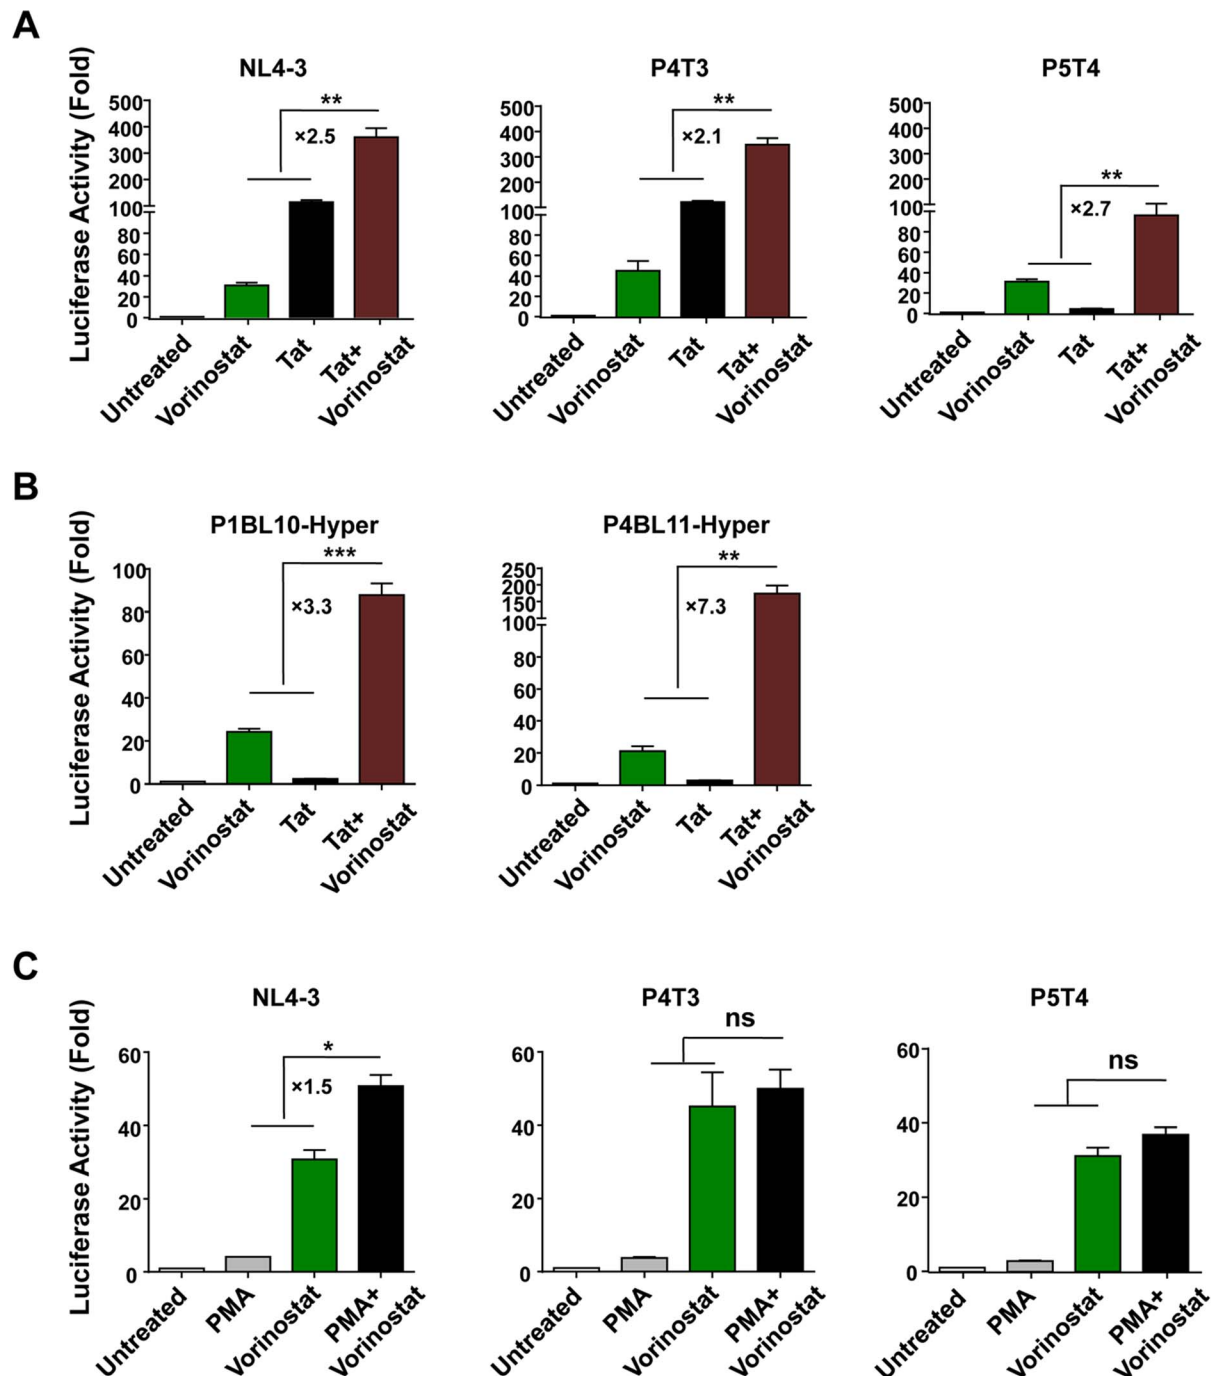 A
NL4-3
P4T3
P5T4
Luciferase Activity (Fold)
500
400
300
200
100
80
60
40
20
0
**
×2.5
Untreated
Vorinostat
Tat
Tat+
Vorinostat
500
400
300
200
100
80
60
40
20
0
**
×2.1
Untreated
Vorinostat
Tat
Tat+
Vorinostat
500
400
300
200
100
80
60
40
20
0
**
×2.7
Untreated
Vorinostat
Tat
Tat+
Vorinostat
B
P1BL10-Hyper
P4BL11-Hyper
Luciferase Activity (Fold)
100
80
60
40
20
0
***
×3.3
Untreated
Vorinostat
Tat
Tat+
Vorinostat
250
200
150
100
80
60
40
20
0
**
×7.3
Untreated
Vorinostat
Tat
Tat+
Vorinostat
C
NL4-3
P4T3
P5T4
Luciferase Activity (Fold)
60
40
20
0
*
×1.5
Untreated
PMA
Vorinostat
PMA+
Vorinostat
60
40
20
0
ns
Untreated
PMA
Vorinostat
PMA+
Vorinostat
60
40
20
0
ns
Untreated
PMA
Vorinostat
PMA+
Vorinostat